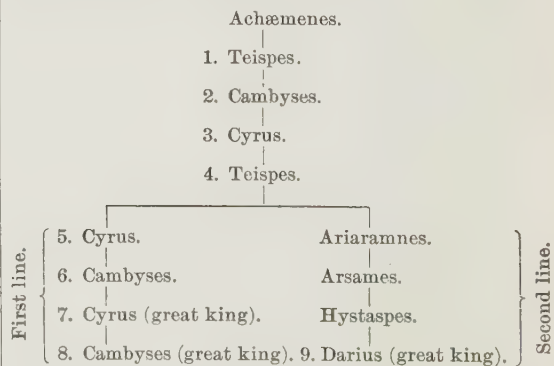 Achæmenes.
1. Teispes.
2. Cambyses.
3. Cyrus.
4. Teispes.
First line.
5. Cyrus. Ariaramnes.
6. Cambyses. Arsames.
7. Cyrus (great king). Hystaspes.
8. Cambyses (great king). 9. Darius (great king).
Second line.